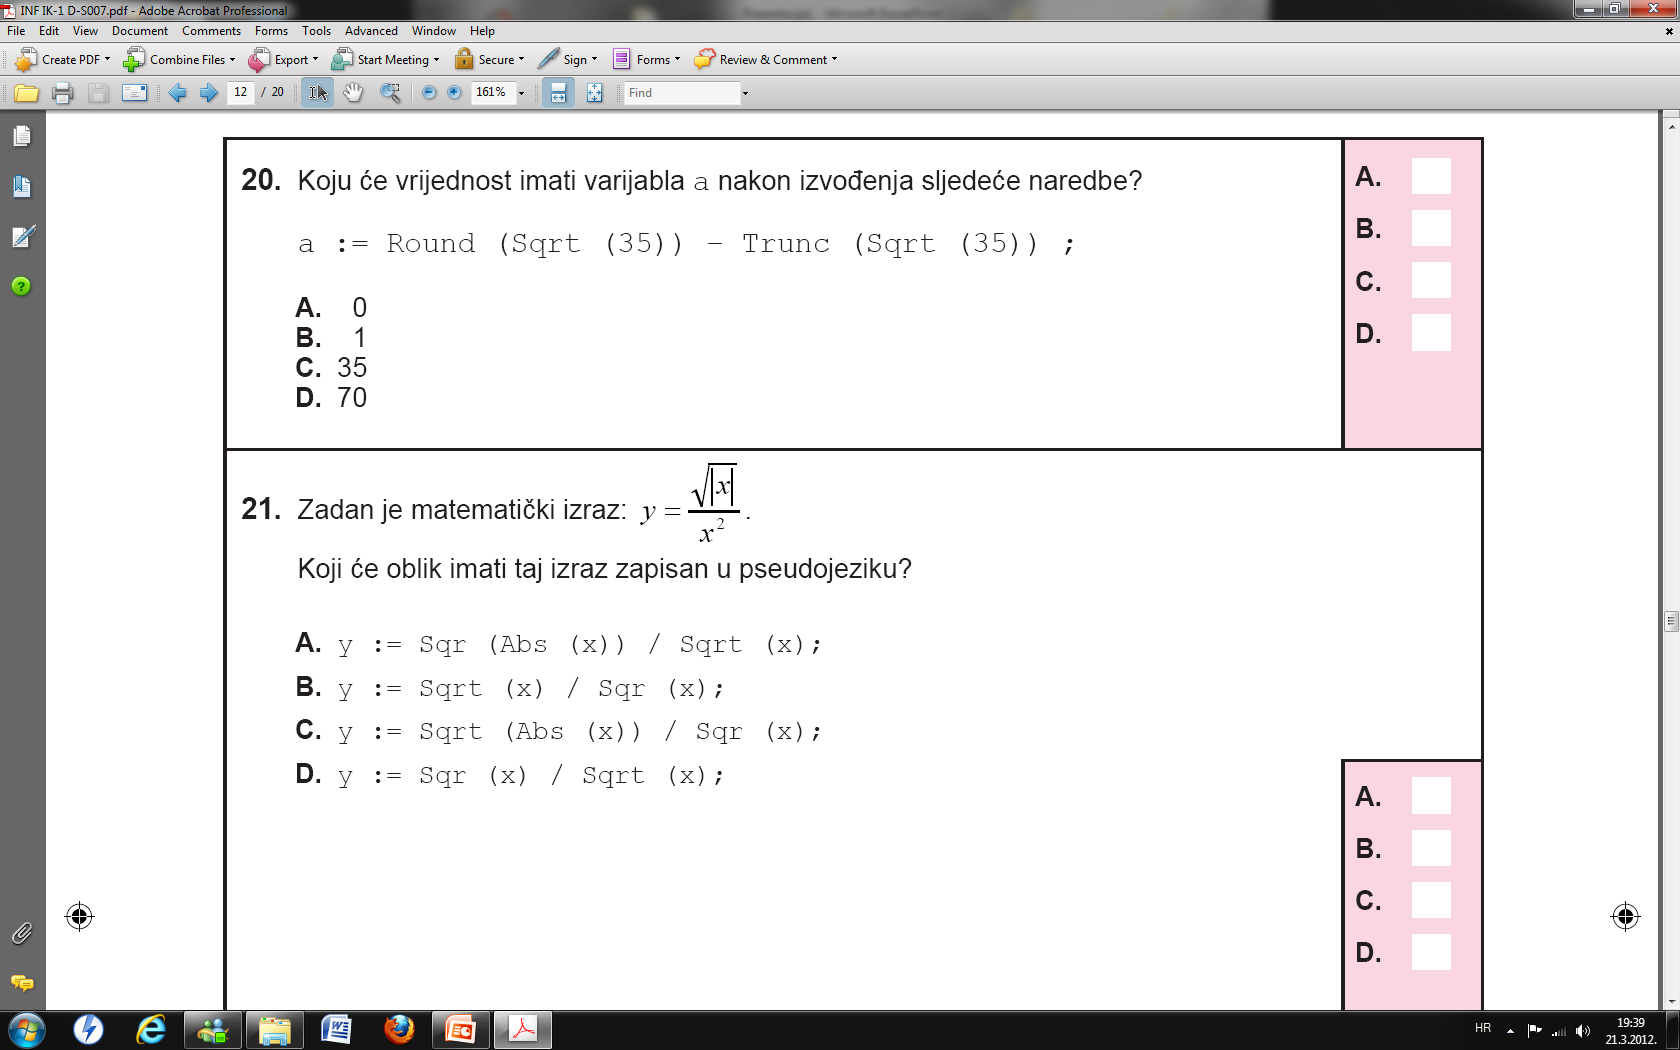 INF IK-1 D-S007.pdf - Adobe Acrobat Professional
File Edit View Document Comments Forms Tools Advanced Window Help
Create PDF Combine Files Export Start Meeting Secure Sign Forms Review & Comment
12 / 20 161% Find
20. Koju će vrijednost imati varijabla a nakon izvođenja sljedeće naredbe?
a := Round (Sqrt (35)) – Trunc (Sqrt (35)) ;
A. 0
B. 1
C. 35
D. 70
A.
B.
C.
D.
21. Zadan je matematički izraz: y = √|x| / x².
Koji će oblik imati taj izraz zapisan u pseudojeziku?
A. y := Sqr (Abs (x)) / Sqrt (x);
B. y := Sqrt (x) / Sqr (x);
C. y := Sqrt (Abs (x)) / Sqr (x);
D. y := Sqr (x) / Sqrt (x);
A.
B.
C.
D.
HR
19:39
21.3.2012.